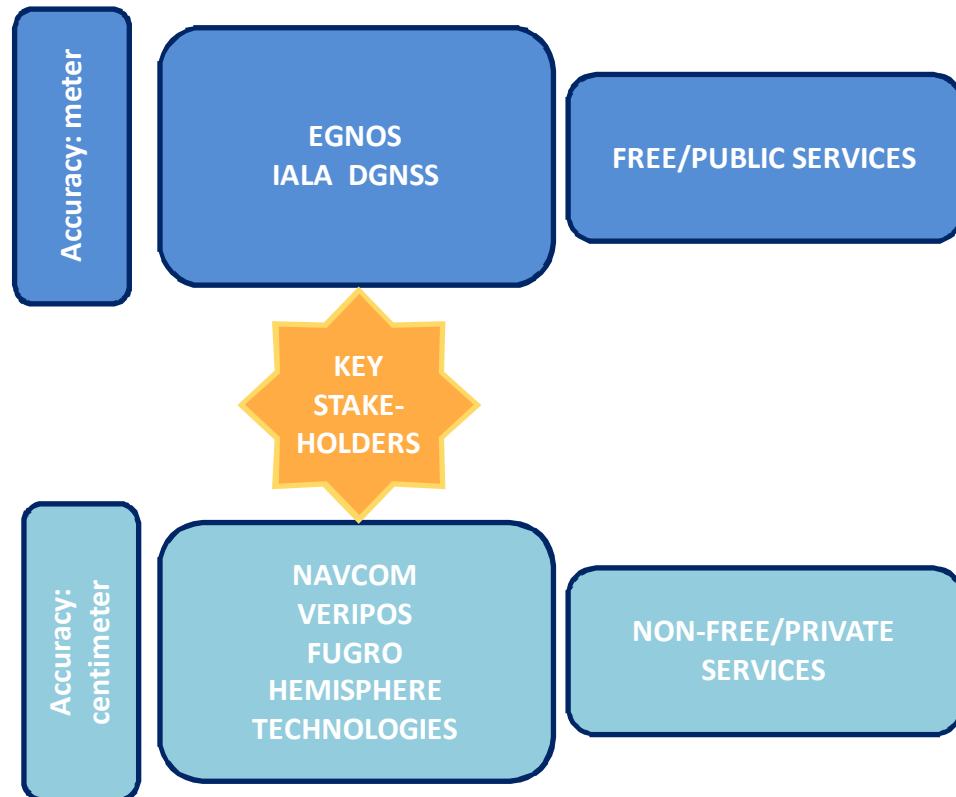 Accuracy: meter
EGNOS
IALA DGNSS
FREE/PUBLIC SERVICES
KEY
STAKE-
HOLDERS
Accuracy:
centimeter
NAVCOM
VERIPOS
FUGRO
HEMISPHERE
TECHNOLOGIES
NON-FREE/PRIVATE
SERVICES